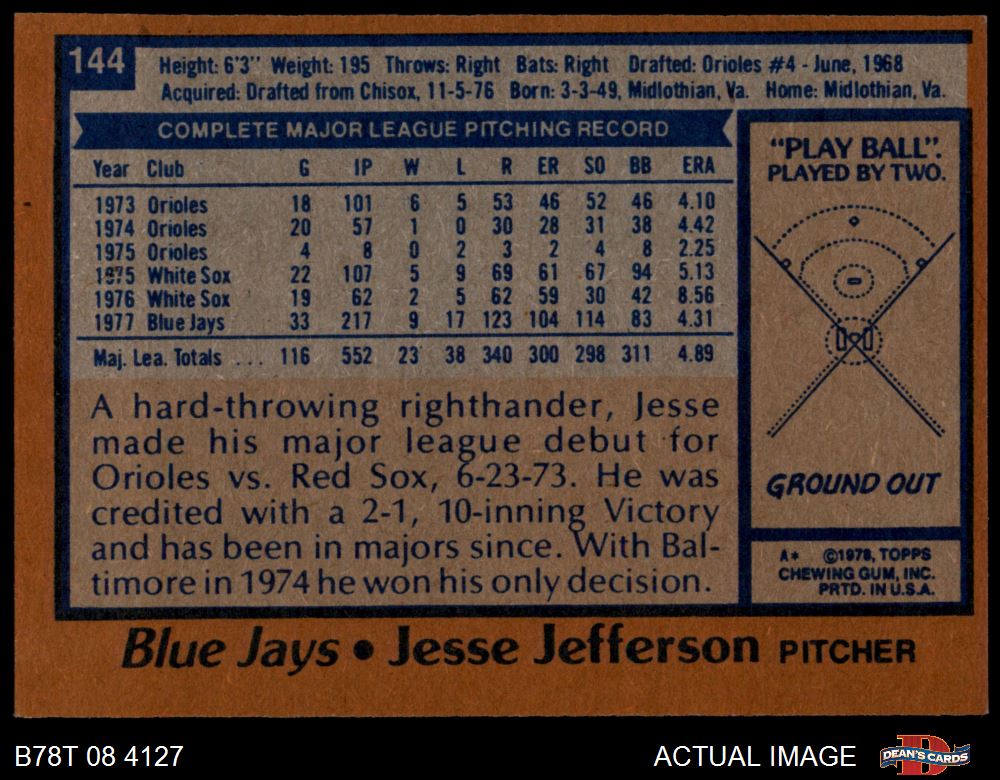 144
Height: 6'3" Weight: 195 Throws: Right Bats: Right Drafted: Orioles #4 - June, 1968
Acquired: Drafted from Chisox, 11-5-76 Born: 3-3-49, Midlothian, Va. Home: Midlothian, Va.
COMPLETE MAJOR LEAGUE PITCHING RECORD
Year Club G IP W L R ER SO BB ERA
1973 Orioles 18 101 6 5 53 46 52 46 4.10
1974 Orioles 20 57 1 0 30 28 31 38 4.42
1975 Orioles 4 8 0 2 3 2 4 8 2.25
1975 White Sox 22 107 5 9 69 61 67 94 5.13
1976 White Sox 19 62 2 5 62 59 30 42 8.56
1977 Blue Jays 33 217 9 17 123 104 114 83 4.31
Maj. Lea. Totals ... 116 552 23 38 340 300 298 311 4.89
A hard-throwing righthander, Jesse
made his major league debut for
Orioles vs. Red Sox, 6-23-73. He was
credited with a 2-1, 10-inning Victory
and has been in majors since. With Bal-
timore in 1974 he won his only decision.
"PLAY BALL".
PLAYED BY TWO.
GROUND OUT
A* ©1978, TOPPS
CHEWING GUM, INC.
PRTD. IN U.S.A.
Blue Jays • Jesse Jefferson PITCHER
B78T 08 4127
ACTUAL IMAGE
D
DEAN'S CARDS